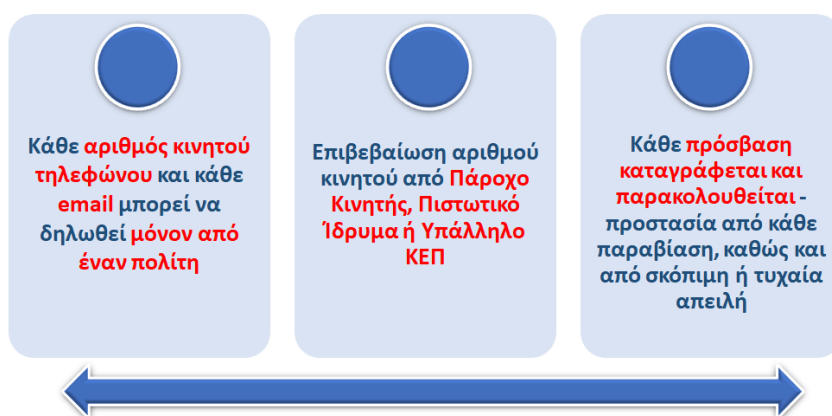 Κάθε αριθμός κινητού
τηλεφώνου και κάθε
email μπορεί να
δηλωθεί μόνον από
έναν πολίτη
Επιβεβαίωση αριθμού
κινητού από Πάροχο
Κινητής, Πιστωτικό
Ίδρυμα ή Υπάλληλο
ΚΕΠ
Κάθε πρόσβαση
καταγράφεται και
παρακολουθείται -
προστασία από κάθε
παραβίαση, καθώς και
από σκόπιμη ή τυχαία
απειλή